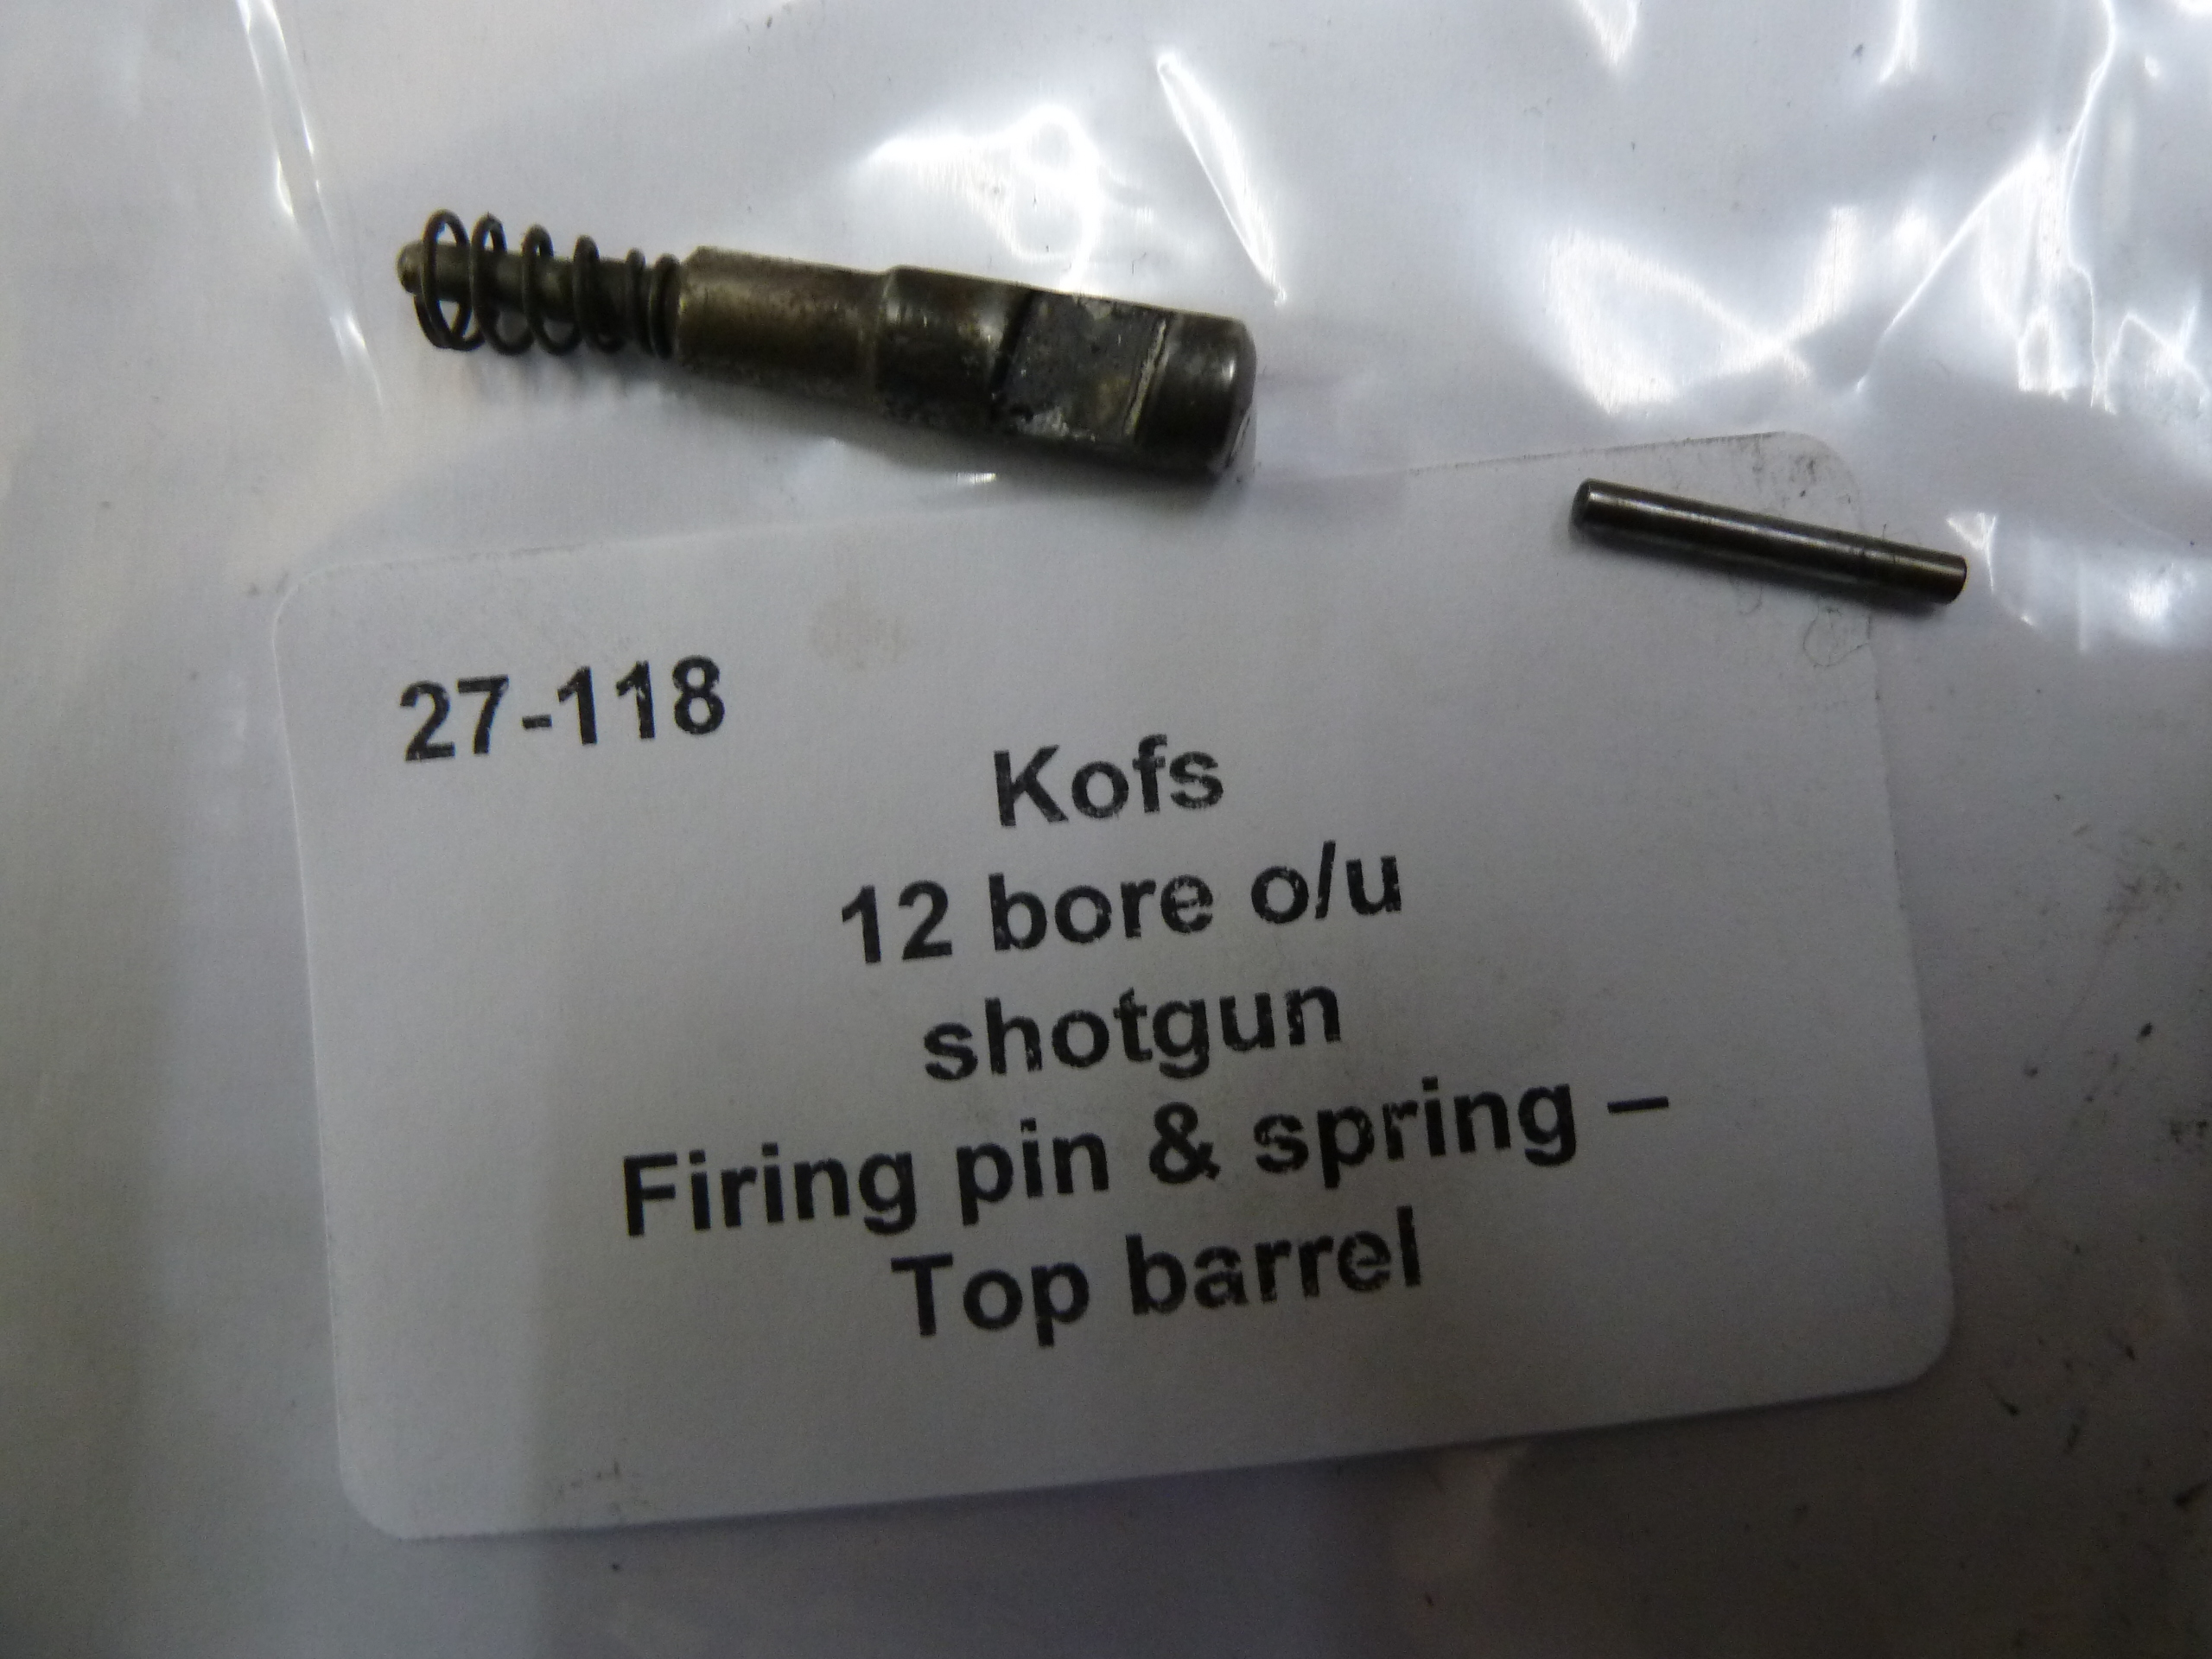 27-118
Kofs
12 bore o/u
shotgun
Firing pin & spring –
Top barrel